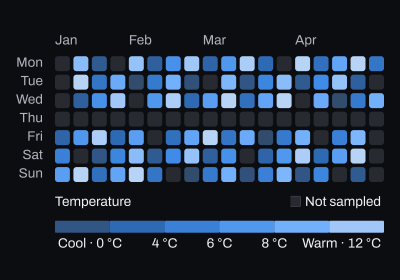 Jan Feb Mar Apr
Mon
Tue
Wed
Thu
Fri
Sat
Sun
Temperature Not sampled
Cool · 0 °C 4 °C 6 °C 8 °C Warm · 12 °C